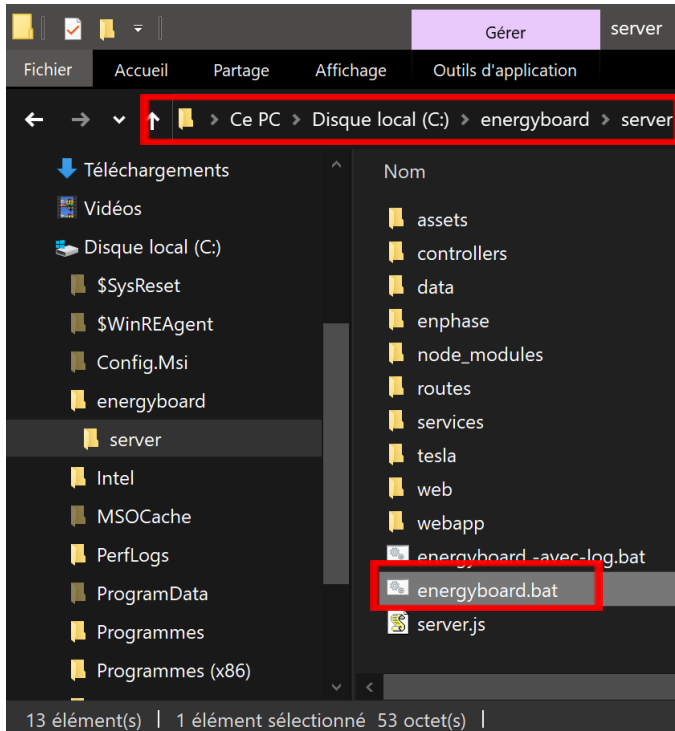 Gérer server
Fichier Accueil Partage Affichage Outils d'application
Ce PC > Disque local (C:) > energyboard > server
Téléchargements
Vidéos
Disque local (C:)
$SysReset
$WinREAgent
Config.Msi
energyboard
server
Intel
MSOCache
PerfLogs
ProgramData
Programmes
Programmes (x86)
Nom
assets
controllers
data
enphase
node_modules
routes
services
tesla
web
webapp
energyboard -avec-log.bat
energyboard.bat
server.js
13 élément(s) | 1 élément sélectionné 53 octet(s) |